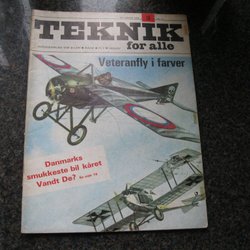 TEKNIK
for alle
Veteranfly i farver
Danmarks
smukkeste bil kåret
Vandt De?